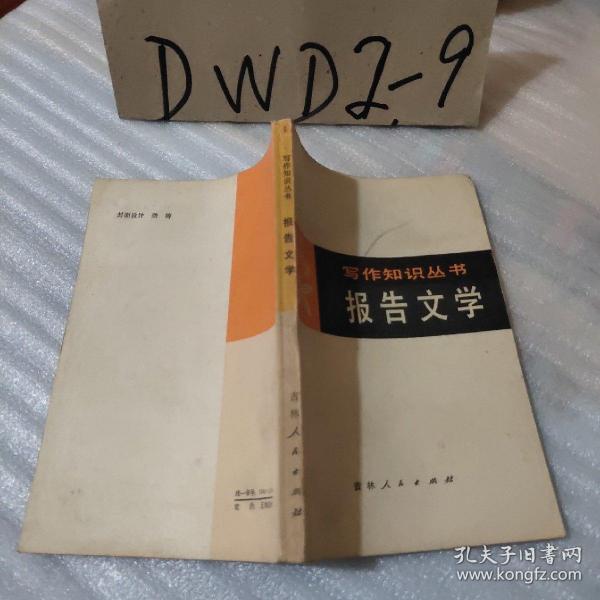 DWD2-9
写作知识丛书
报告文学
吉林人民出版社
封面设计
写作知识丛书
报告文学
吉林人民出版社
孔夫子旧书网
www.kongfz.com